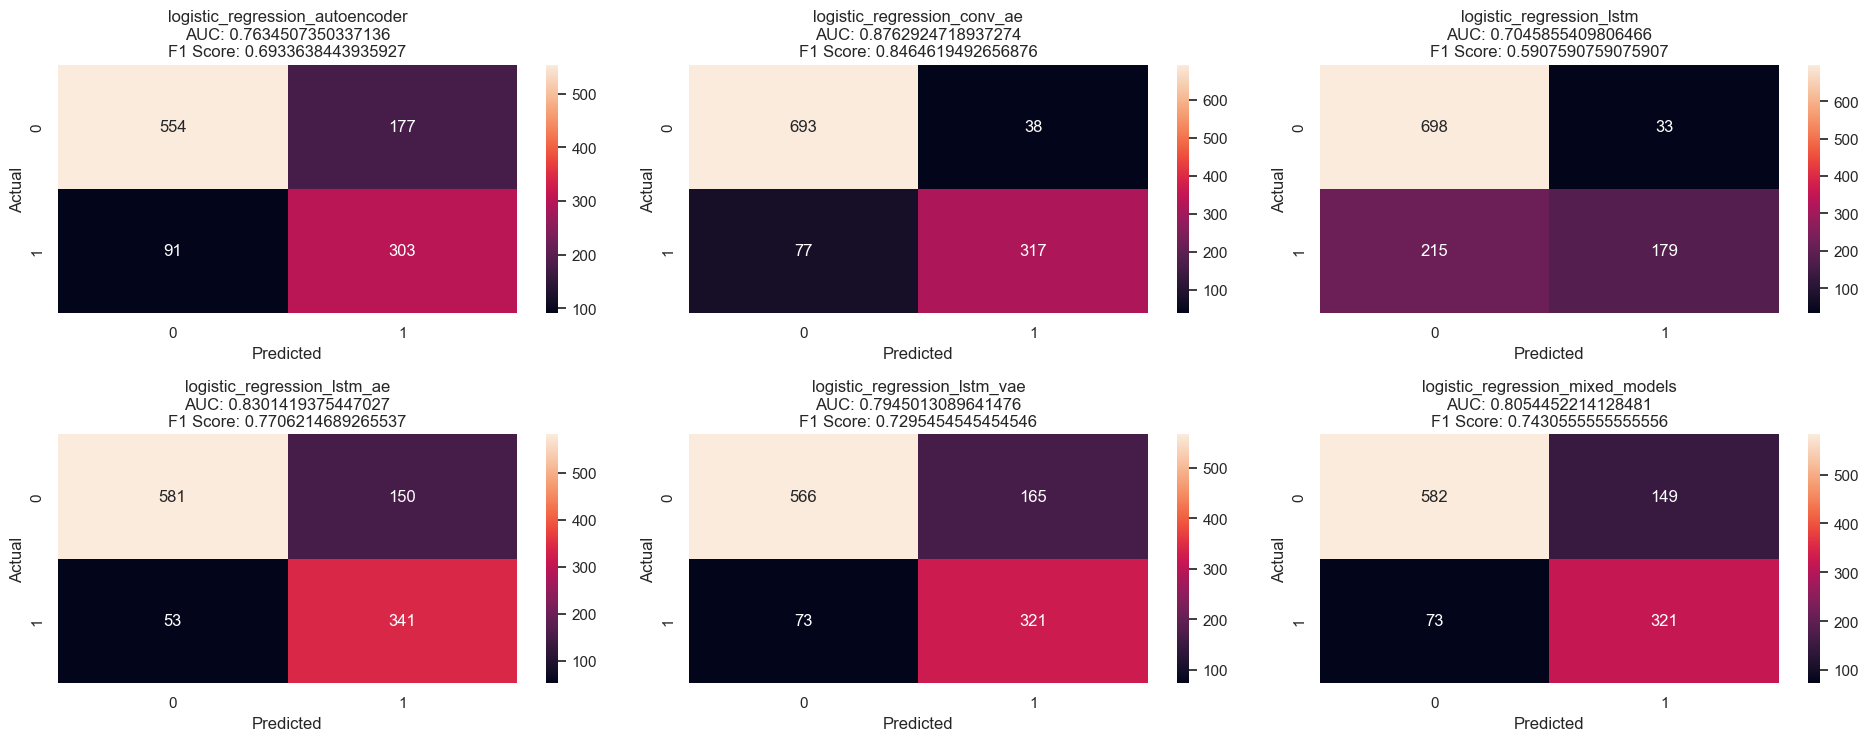 logistic_regression_autoencoder
AUC: 0.7634507350337136
F1 Score: 0.6933638443935927
554
177
91
303
0
1
Actual
0
1
Predicted
500
400
300
200
100
logistic_regression_conv_ae
AUC: 0.8762924718937274
F1 Score: 0.8464619492656876
693
38
77
317
0
1
Actual
0
1
Predicted
600
500
400
300
200
100
logistic_regression_lstm
AUC: 0.7045855409806466
F1 Score: 0.5907590759075907
698
33
215
179
0
1
Actual
0
1
Predicted
600
500
400
300
200
100
logistic_regression_lstm_ae
AUC: 0.8301419375447027
F1 Score: 0.7706214689265537
581
150
53
341
0
1
Actual
0
1
Predicted
500
400
300
200
100
logistic_regression_lstm_vae
AUC: 0.7945013089641476
F1 Score: 0.7295454545454546
566
165
73
321
0
1
Actual
0
1
Predicted
500
400
300
200
100
logistic_regression_mixed_models
AUC: 0.8054452214128481
F1 Score: 0.7430555555555556
582
149
73
321
0
1
Actual
0
1
Predicted
500
400
300
200
100